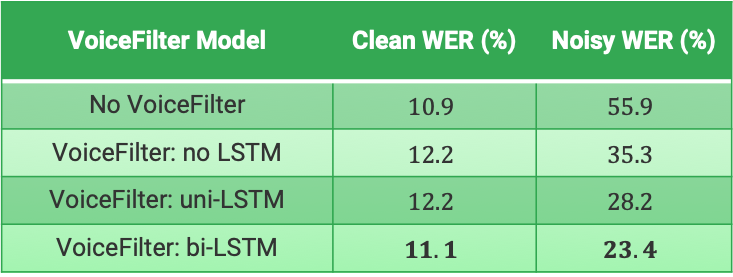 VoiceFilter Model Clean WER (%) Noisy WER (%)
No VoiceFilter 10.9 55.9
VoiceFilter: no LSTM 12.2 35.3
VoiceFilter: uni-LSTM 12.2 28.2
VoiceFilter: bi-LSTM 11.1 23.4